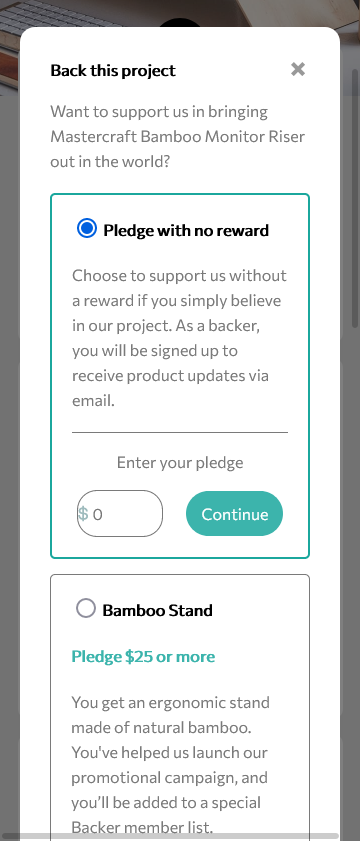 Back this project
Want to support us in bringing
Mastercraft Bamboo Monitor Riser
out in the world?
Pledge with no reward
Choose to support us without
a reward if you simply believe
in our project. As a backer,
you will be signed up to
receive product updates via
email.
Enter your pledge
$ 0
Continue
Bamboo Stand
Pledge $25 or more
You get an ergonomic stand
made of natural bamboo.
You've helped us launch our
promotional campaign, and
you’ll be added to a special
Backer member list.